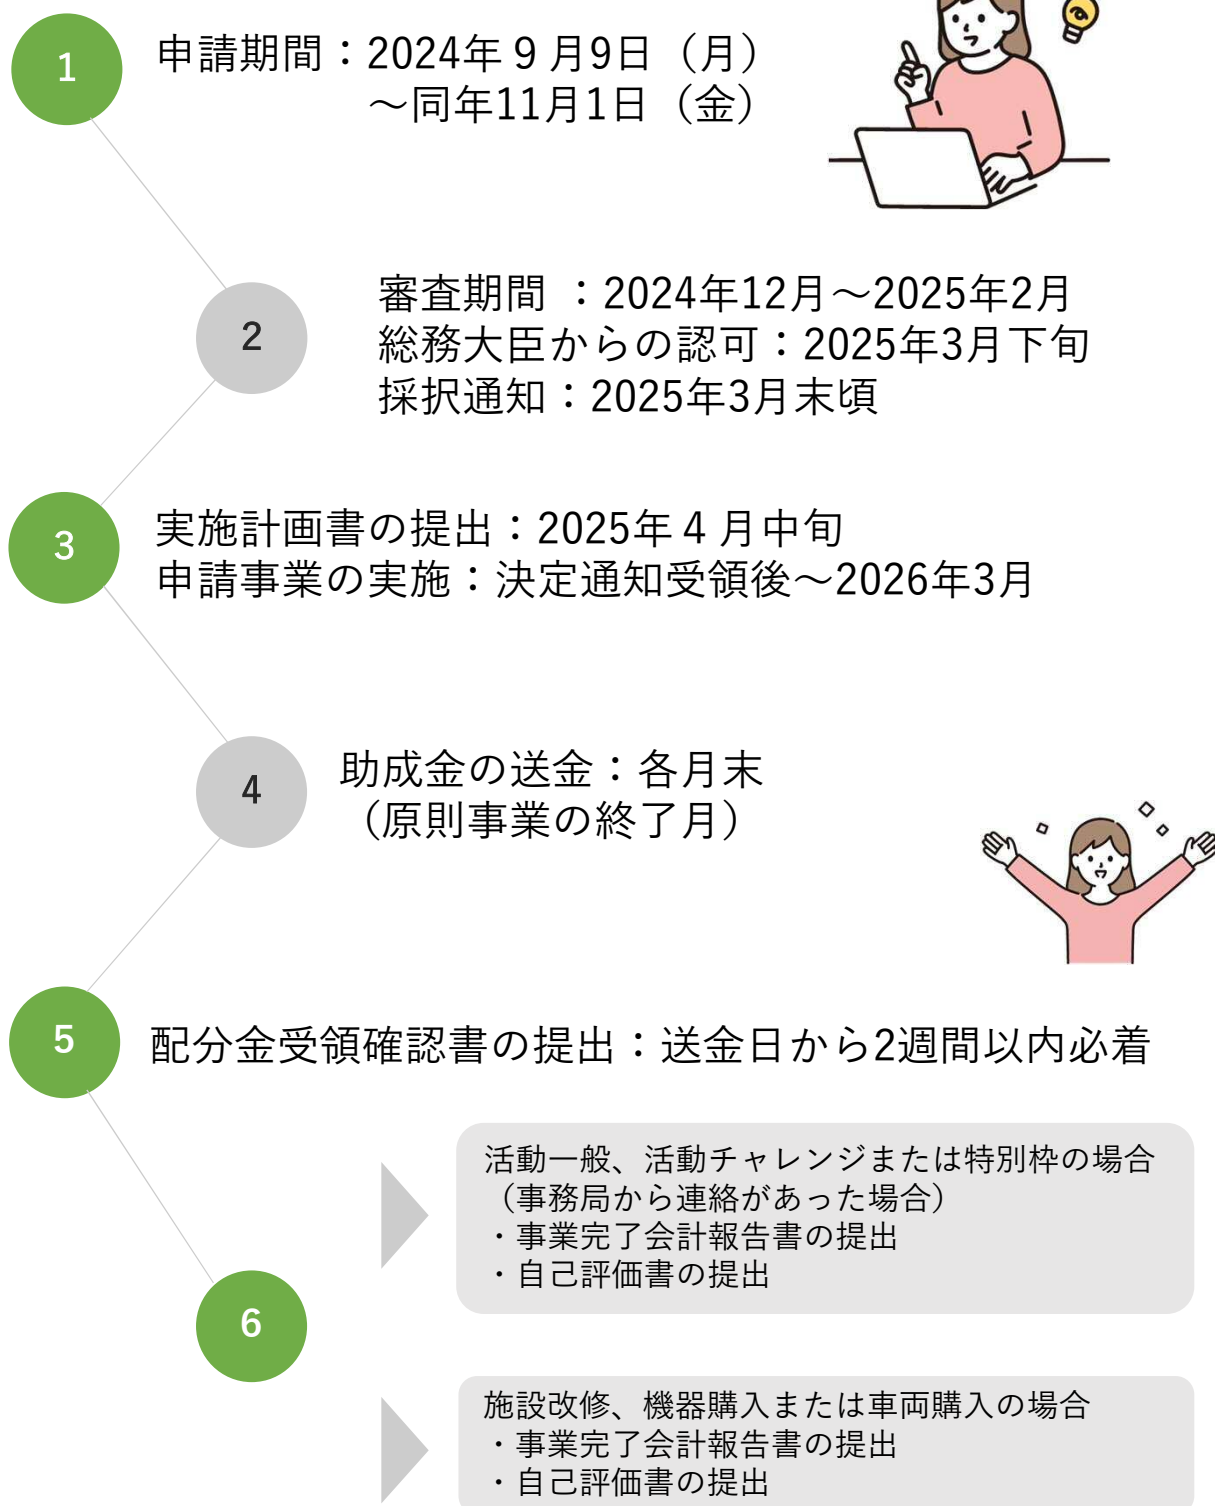 1
申請期間：2024年９月9日（月）
～同年11月1日（金）
2
審査期間 ：2024年12月～2025年2月
総務大臣からの認可：2025年3月下旬
採択通知：2025年3月末頃
3
実施計画書の提出：2025年４月中旬
申請事業の実施：決定通知受領後～2026年3月
4
助成金の送金：各月末
（原則事業の終了月）
5
配分金受領確認書の提出：送金日から2週間以内必着
6
活動一般、活動チャレンジまたは特別枠の場合
（事務局から連絡があった場合）
・事業完了会計報告書の提出
・自己評価書の提出
施設改修、機器購入または車両購入の場合
・事業完了会計報告書の提出
・自己評価書の提出